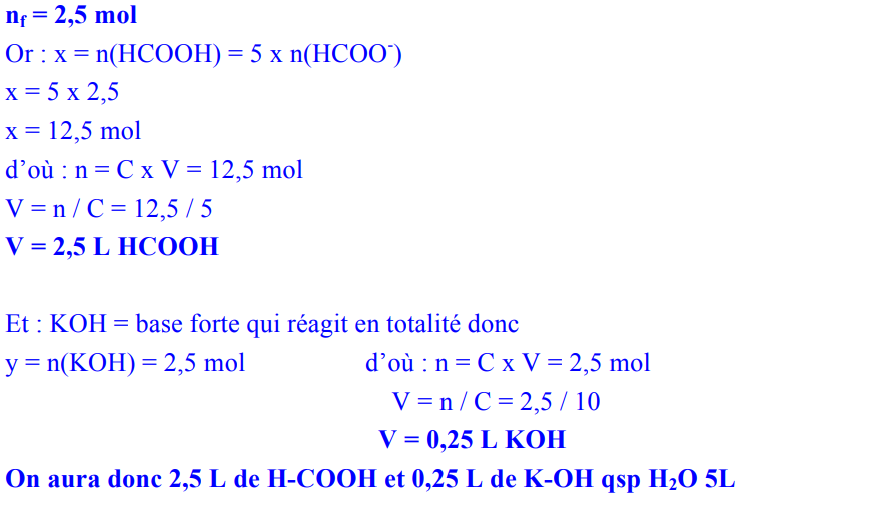 n_f = 2,5 mol
Or : x = n(HCOOH) = 5 x n(HCOO⁻)
x = 5 x 2,5
x = 12,5 mol
d’où : n = C x V = 12,5 mol
V = n / C = 12,5 / 5
V = 2,5 L HCOOH
Et : KOH = base forte qui réagit en totalité donc
y = n(KOH) = 2,5 mol d’où : n = C x V = 2,5 mol
V = n / C = 2,5 / 10
V = 0,25 L KOH
On aura donc 2,5 L de H-COOH et 0,25 L de K-OH qsp H₂O 5L